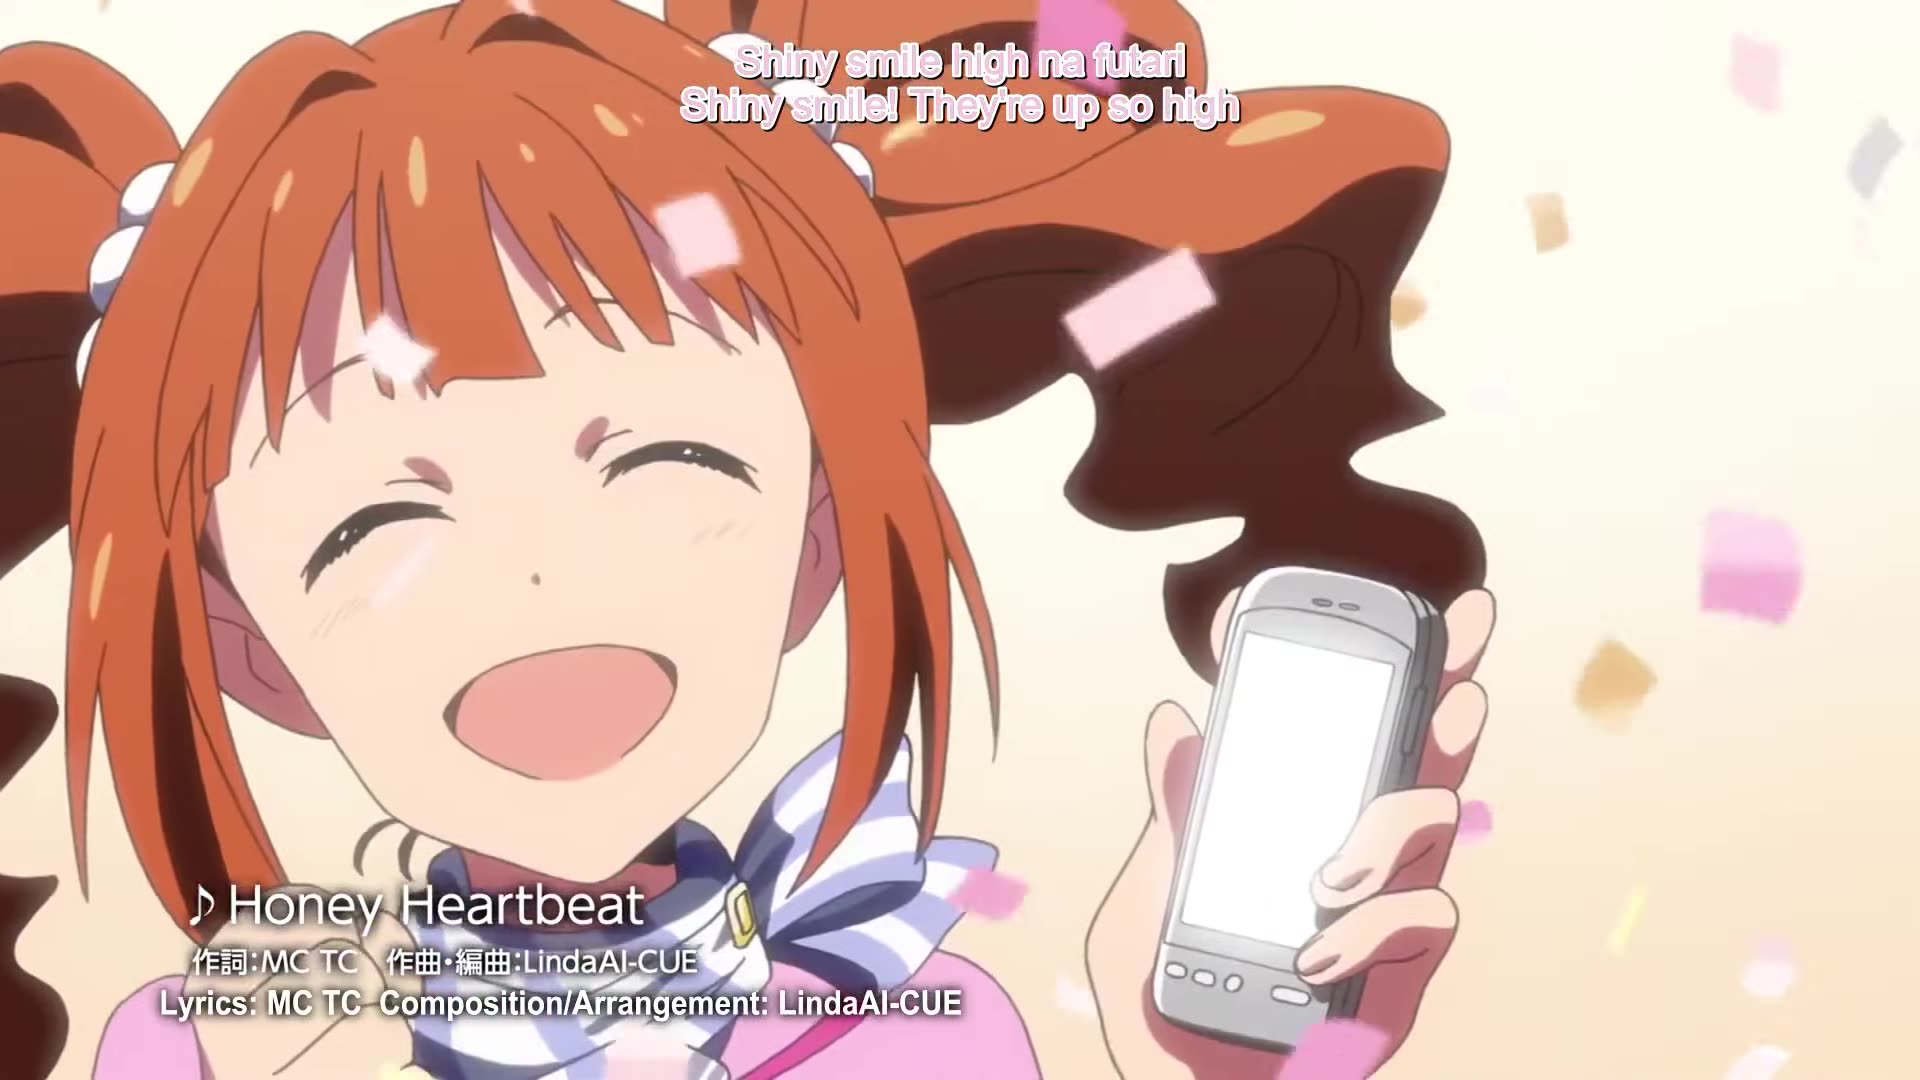 Shiny smile high na futari
Shiny smile! They're up so high
♪Honey Heartbeat
作詞:MC TC　作曲・編曲:LindaAI-CUE
Lyrics: MC TC  Composition/Arrangement: LindaAI-CUE